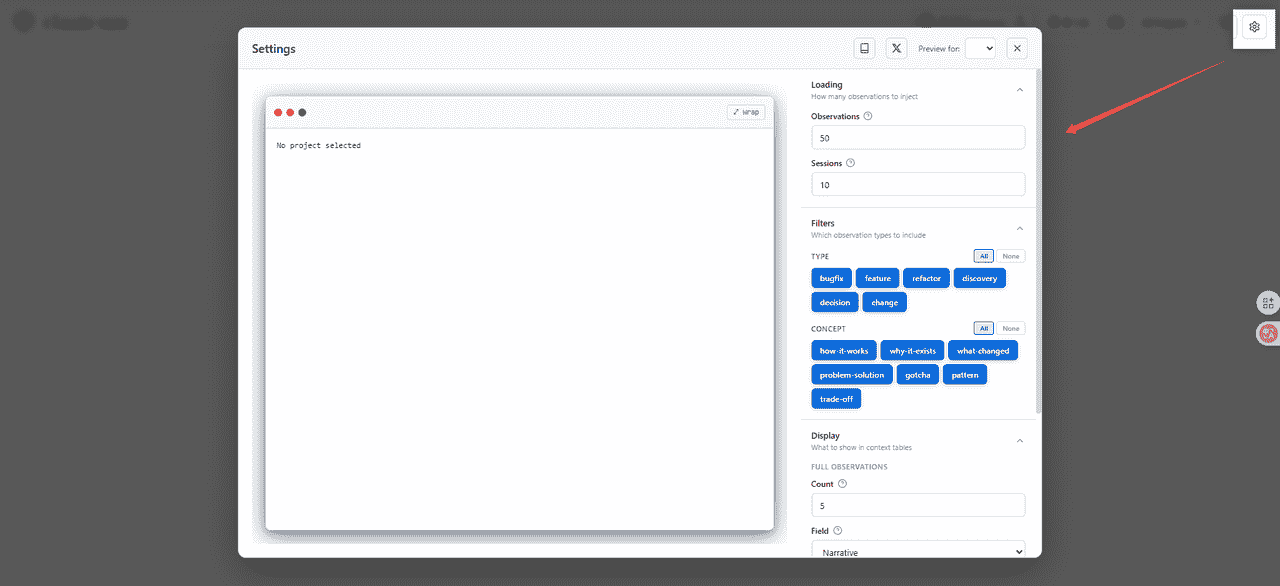 Settings
Preview for:
Wrap
No project selected
Loading
How many observations to inject
Observations
50
Sessions
10
Filters
Which observation types to include
TYPE
All None
bugfix feature refactor discovery
decision change
CONCEPT
All None
how-it-works why-it-exists what-changed
problem-solution gotcha pattern
trade-off
Display
What to show in context tables
FULL OBSERVATIONS
Count
5
Field
Narrative